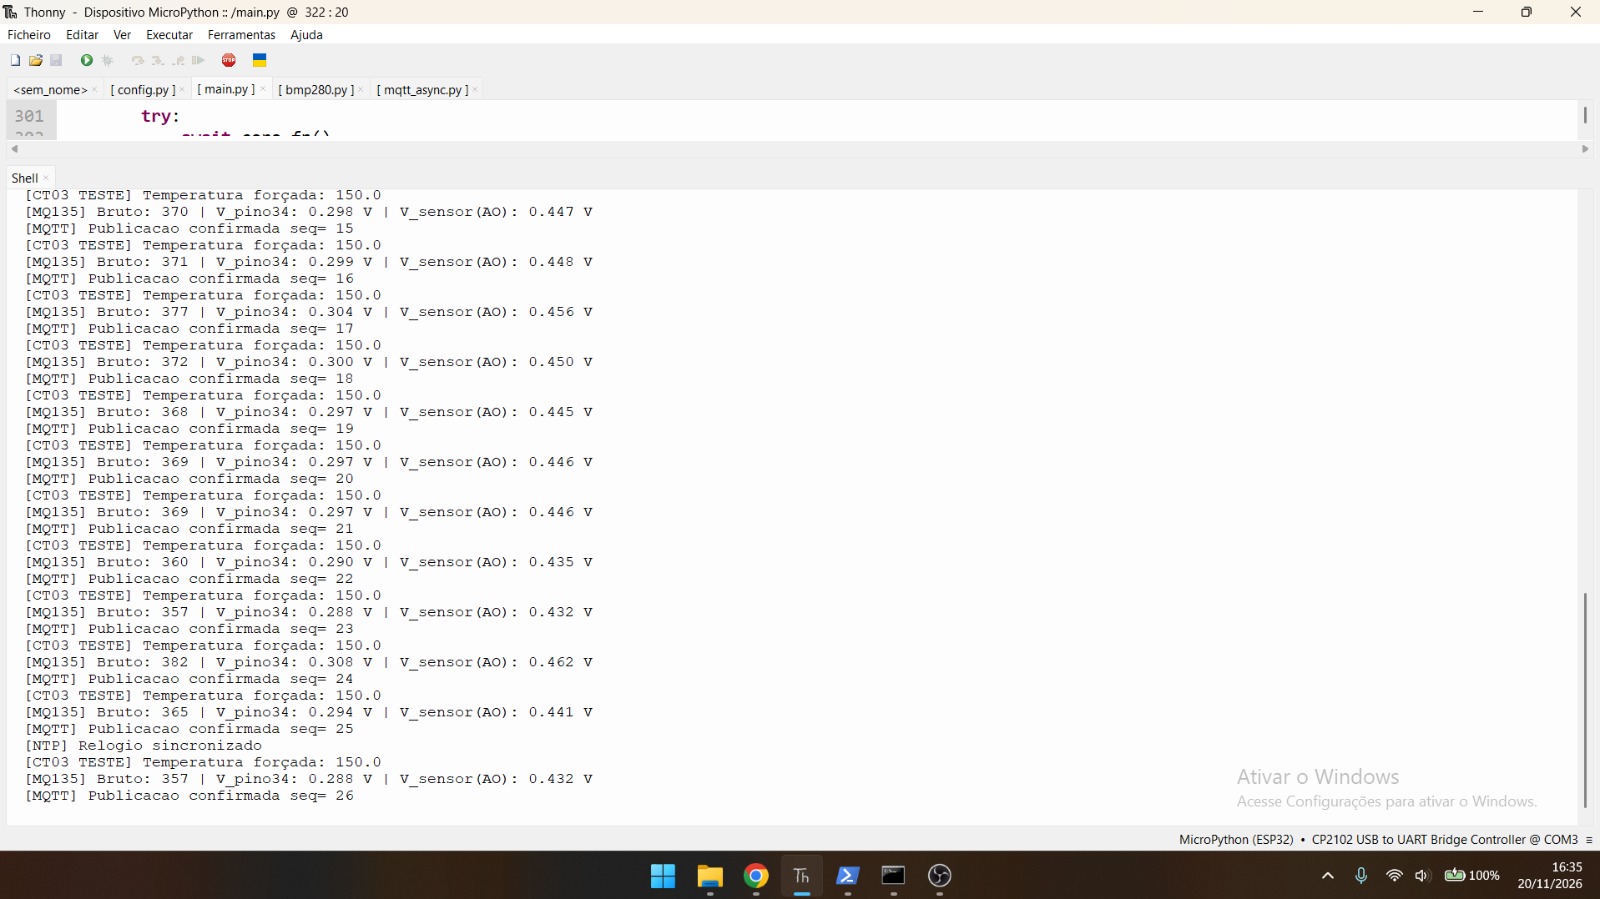 Thonny - Dispositivo MicroPython :: /main.py @ 322 : 20
Ficheiro Editar Ver Executar Ferramentas Ajuda
<sem_nome> [ config.py ] [ main.py ] [ bmp280.py ] [ mqtt_async.py ]
301 try:
302 await conc_fn()
Shell
[CT03 TESTE] Temperatura forçada: 150.0
[MQ135] Bruto: 370 | V_pino34: 0.298 V | V_sensor(AO): 0.447 V
[MQTT] Publicacao confirmada seq= 15
[CT03 TESTE] Temperatura forçada: 150.0
[MQ135] Bruto: 371 | V_pino34: 0.299 V | V_sensor(AO): 0.448 V
[MQTT] Publicacao confirmada seq= 16
[CT03 TESTE] Temperatura forçada: 150.0
[MQ135] Bruto: 377 | V_pino34: 0.304 V | V_sensor(AO): 0.456 V
[MQTT] Publicacao confirmada seq= 17
[CT03 TESTE] Temperatura forçada: 150.0
[MQ135] Bruto: 372 | V_pino34: 0.300 V | V_sensor(AO): 0.450 V
[MQTT] Publicacao confirmada seq= 18
[CT03 TESTE] Temperatura forçada: 150.0
[MQ135] Bruto: 368 | V_pino34: 0.297 V | V_sensor(AO): 0.445 V
[MQTT] Publicacao confirmada seq= 19
[CT03 TESTE] Temperatura forçada: 150.0
[MQ135] Bruto: 369 | V_pino34: 0.297 V | V_sensor(AO): 0.446 V
[MQTT] Publicacao confirmada seq= 20
[CT03 TESTE] Temperatura forçada: 150.0
[MQ135] Bruto: 369 | V_pino34: 0.297 V | V_sensor(AO): 0.446 V
[MQTT] Publicacao confirmada seq= 21
[CT03 TESTE] Temperatura forçada: 150.0
[MQ135] Bruto: 360 | V_pino34: 0.290 V | V_sensor(AO): 0.435 V
[MQTT] Publicacao confirmada seq= 22
[CT03 TESTE] Temperatura forçada: 150.0
[MQ135] Bruto: 357 | V_pino34: 0.288 V | V_sensor(AO): 0.432 V
[MQTT] Publicacao confirmada seq= 23
[CT03 TESTE] Temperatura forçada: 150.0
[MQ135] Bruto: 382 | V_pino34: 0.308 V | V_sensor(AO): 0.462 V
[MQTT] Publicacao confirmada seq= 24
[CT03 TESTE] Temperatura forçada: 150.0
[MQ135] Bruto: 365 | V_pino34: 0.294 V | V_sensor(AO): 0.441 V
[MQTT] Publicacao confirmada seq= 25
[NTP] Relogio sincronizado
[CT03 TESTE] Temperatura forçada: 150.0
[MQ135] Bruto: 357 | V_pino34: 0.288 V | V_sensor(AO): 0.432 V
[MQTT] Publicacao confirmada seq= 26
Ativar o Windows
Acesse Configurações para ativar o Windows.
MicroPython (ESP32) • CP2102 USB to UART Bridge Controller @ COM3
100%
16:35
20/11/2026